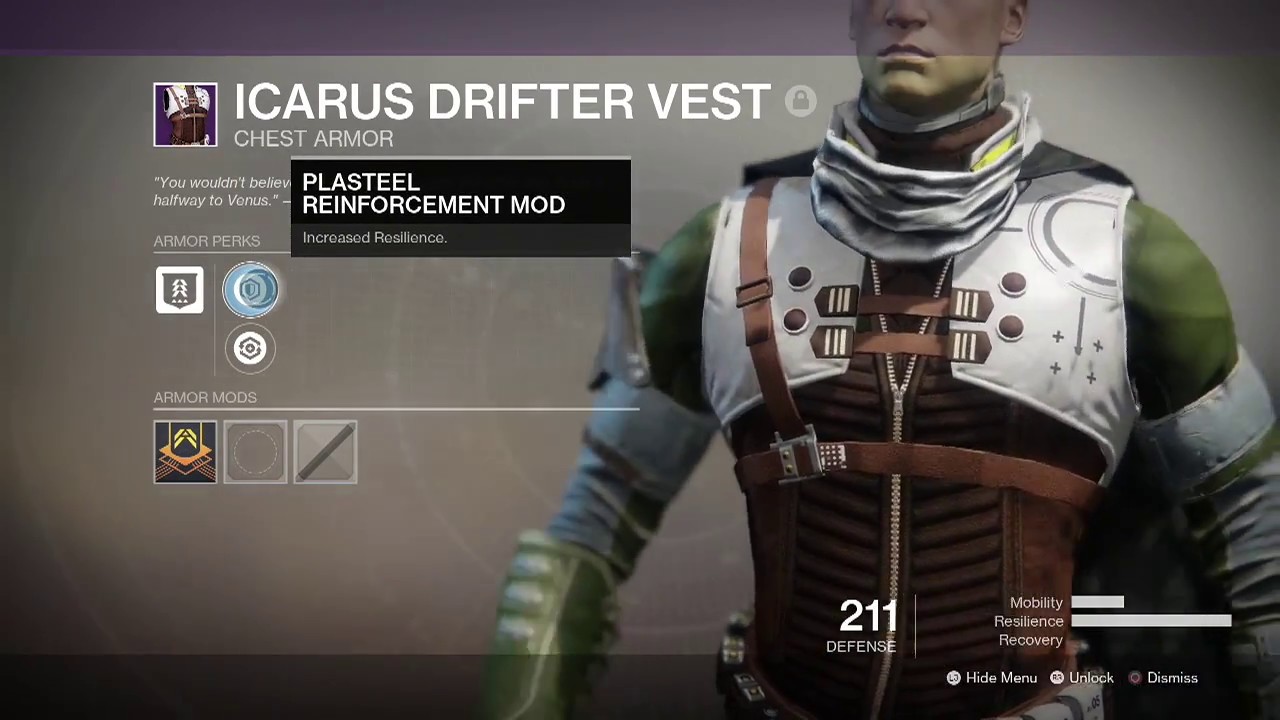 ICARUS DRIFTER VEST
CHEST ARMOR
"You wouldn't believ
halfway to Venus." —
PLASTEEL
REINFORCEMENT MOD
Increased Resilience.
ARMOR PERKS
ARMOR MODS
211
DEFENSE
Mobility
Resilience
Recovery
Hide Menu
Unlock
Dismiss